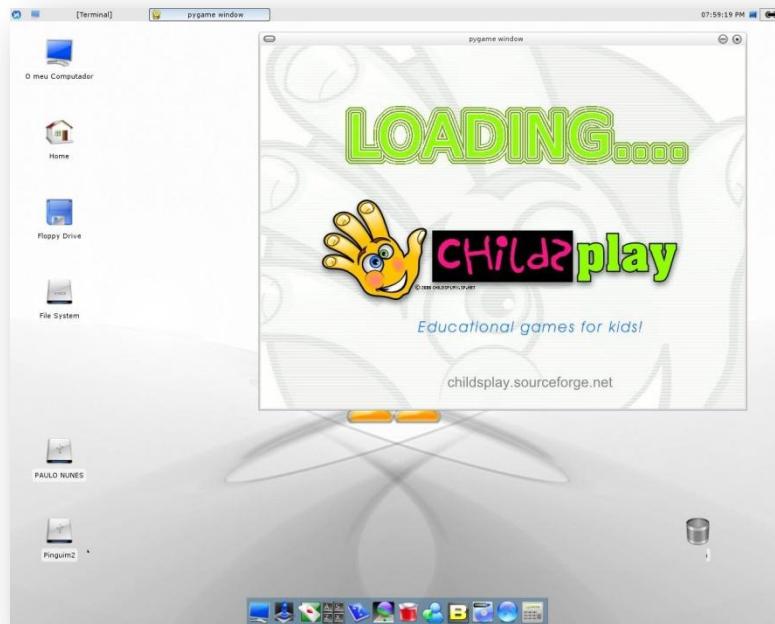 [Terminal]
pygame window
07:59:19 PM
pygame window
O meu Computador
LOADING....
Home
CHildsplay
Floppy Drive
Educational games for kids!
File System
childsplay.sourceforge.net
PAULO NUNES
Pinguim2